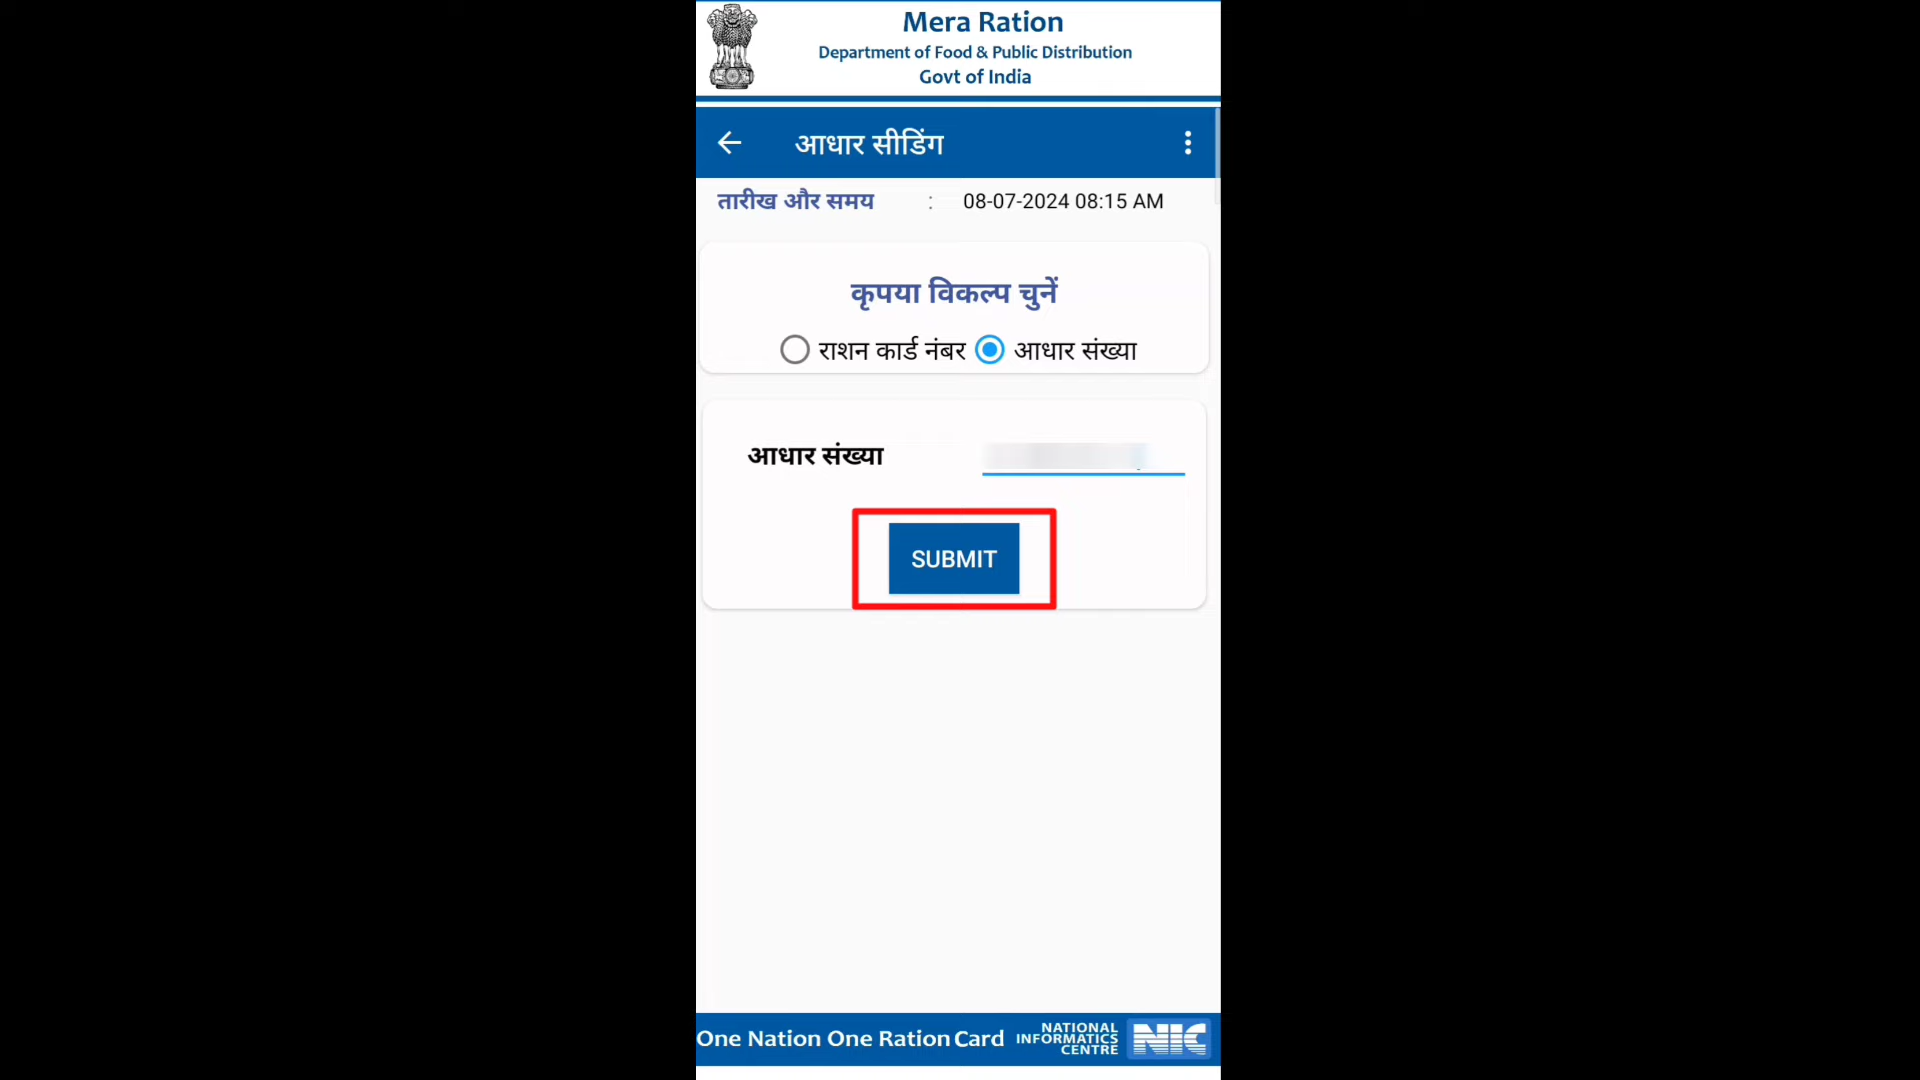 Mera Ration
Department of Food & Public Distribution
Govt of India
आधार सीडिंग
तारीख और समय : 08-07-2024 08:15 AM
कृपया विकल्प चुनें
राशन कार्ड नंबर आधार संख्या
आधार संख्या
SUBMIT
One Nation One Ration Card
NATIONAL
INFORMATICS
CENTRE
NIC